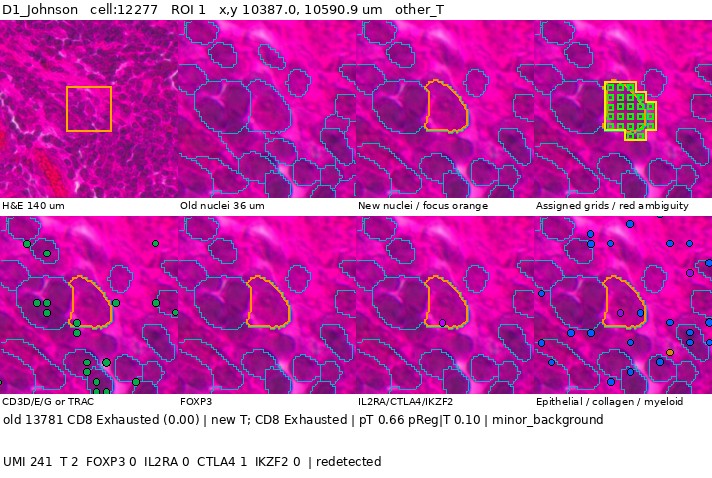 D1_Johnson   cell:12277   ROI 1   x,y 10387.0, 10590.9 um   other_T
H&E 140 um
Old nuclei 36 um
New nuclei / focus orange
Assigned grids / red ambiguity
CD3D/E/G or TRAC
FOXP3
IL2RA/CTLA4/IKZF2
Epithelial / collagen / myeloid
old 13781 CD8 Exhausted (0.00) | new T; CD8 Exhausted | pT 0.66 pReg|T 0.10 | minor_background
UMI 241  T 2  FOXP3 0  IL2RA 0  CTLA4 1  IKZF2 0  | redetected